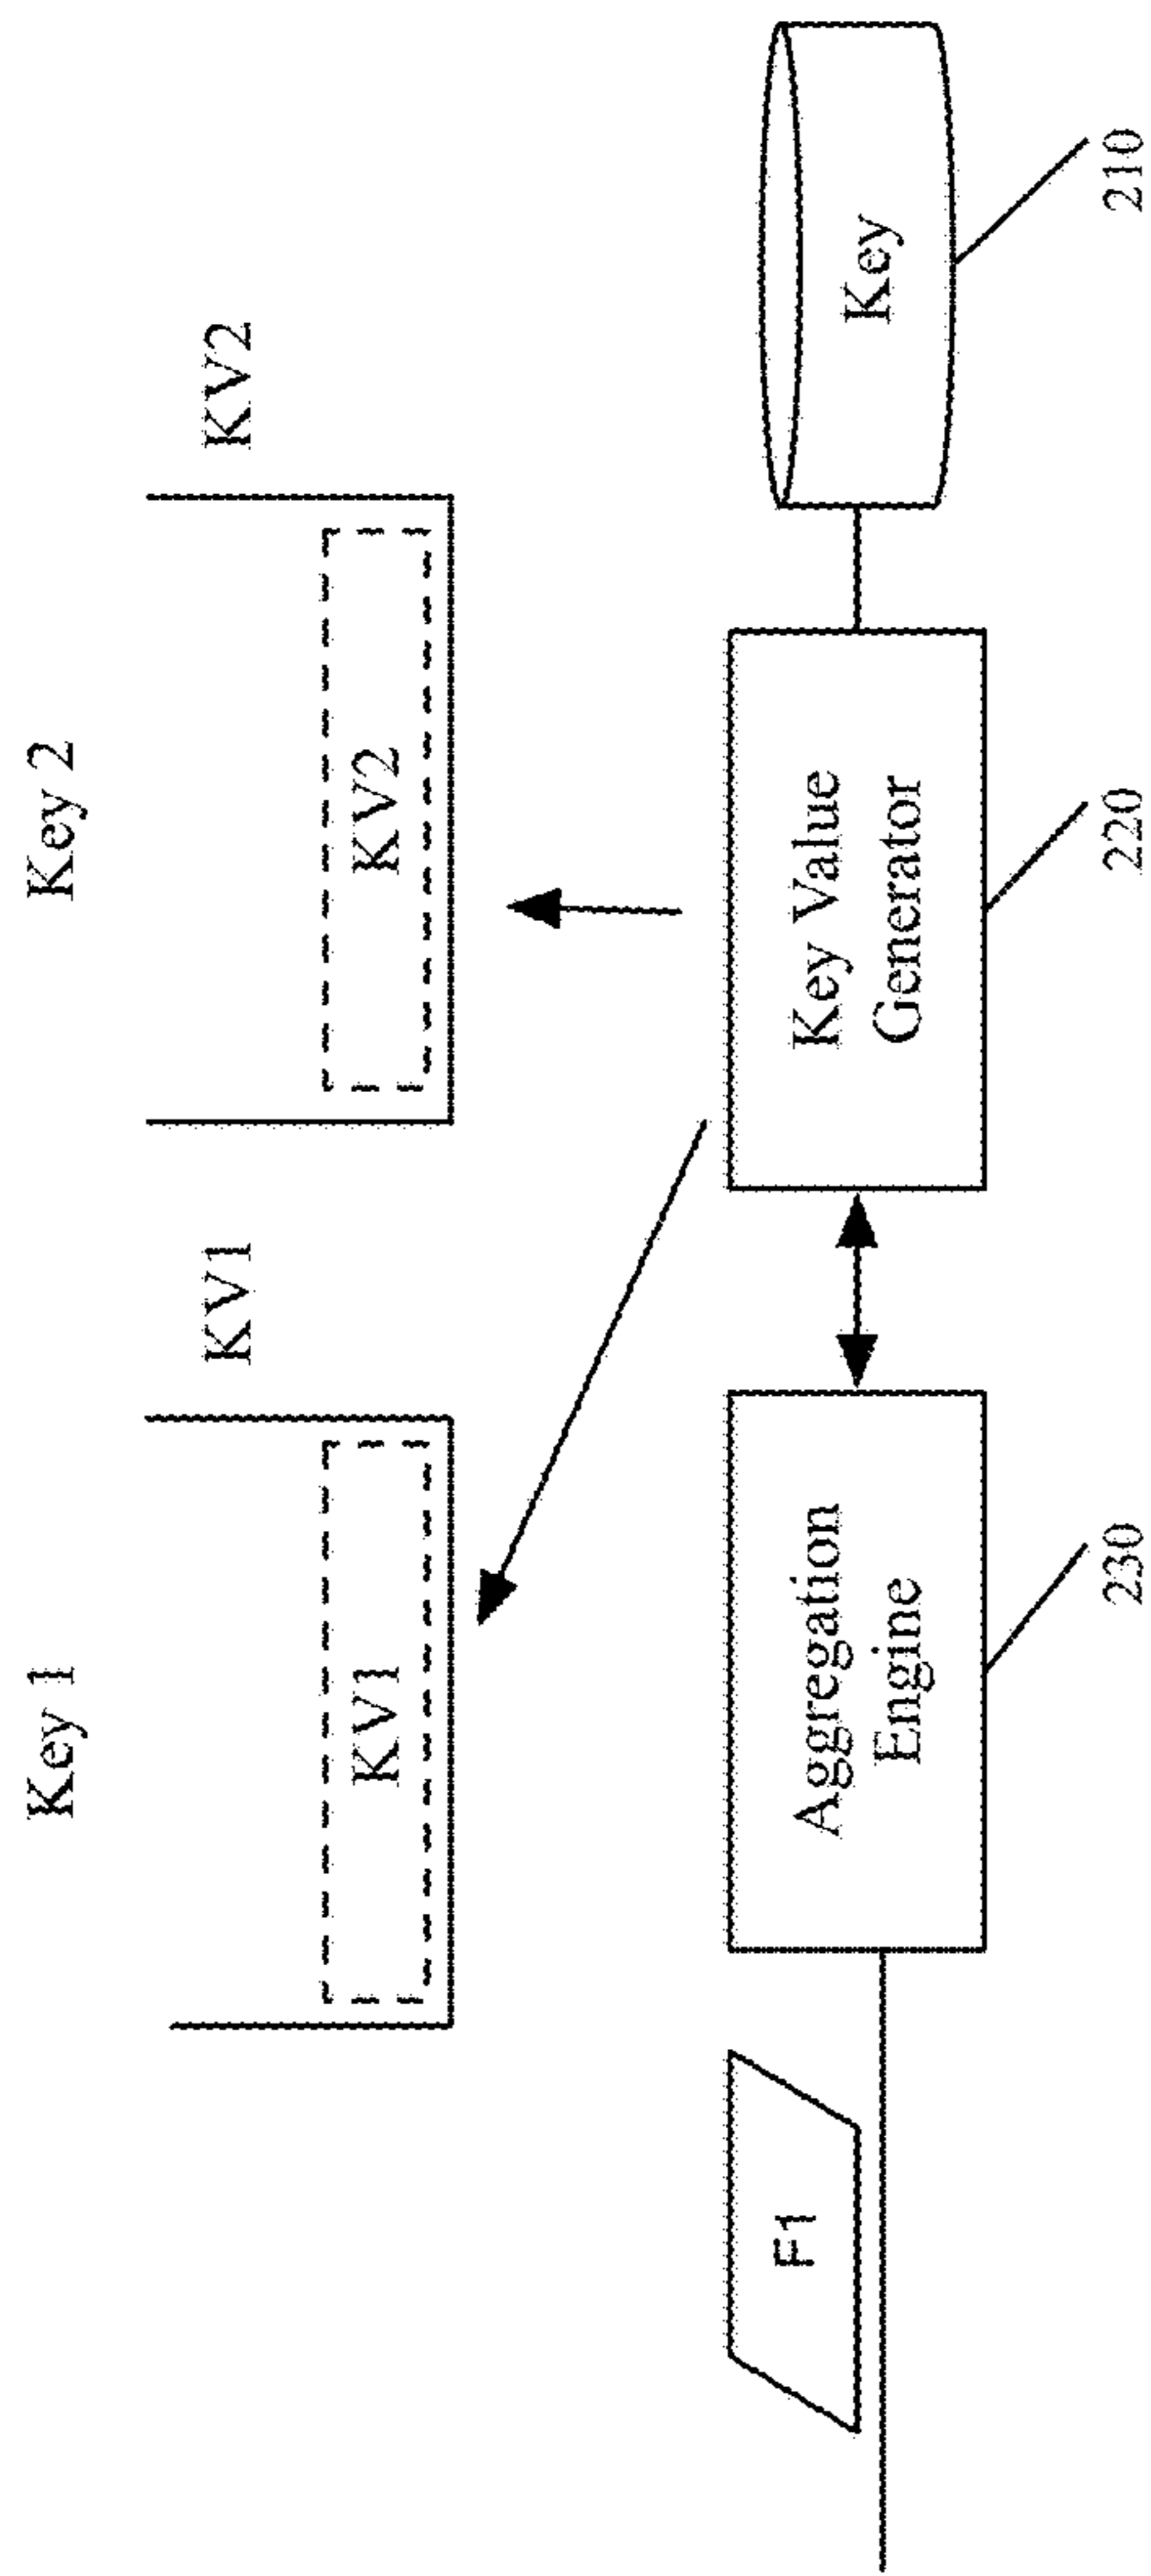 Key 1
Key 2
KV1
KV2
KV1
KV2
F1
Aggregation
Engine
Key Value
Generator
Key
230
220
210